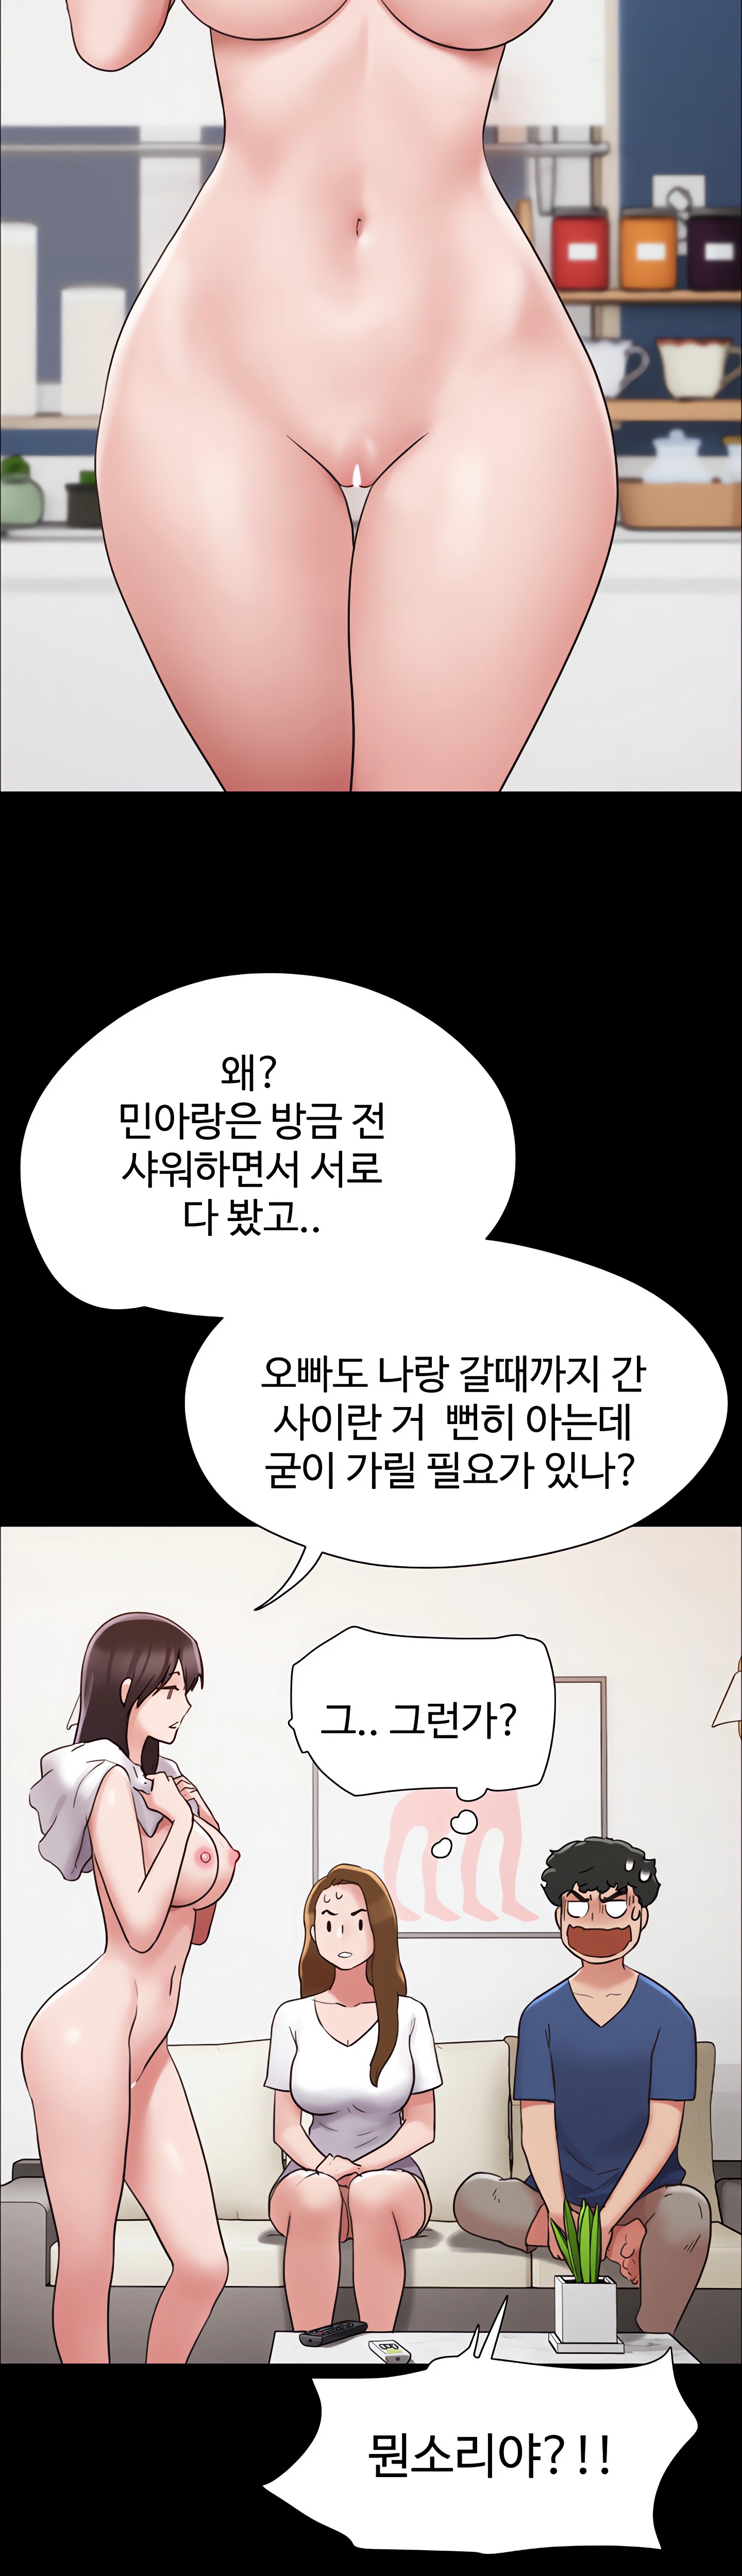 왜?
민아랑은 방금 전
샤워하면서 서로
다 봤고..
오빠도 나랑 갈때까지 간
사이란 거 뻔히 아는데
굳이 가릴 필요가 있나?
그.. 그런가?
뭔소리야?!!